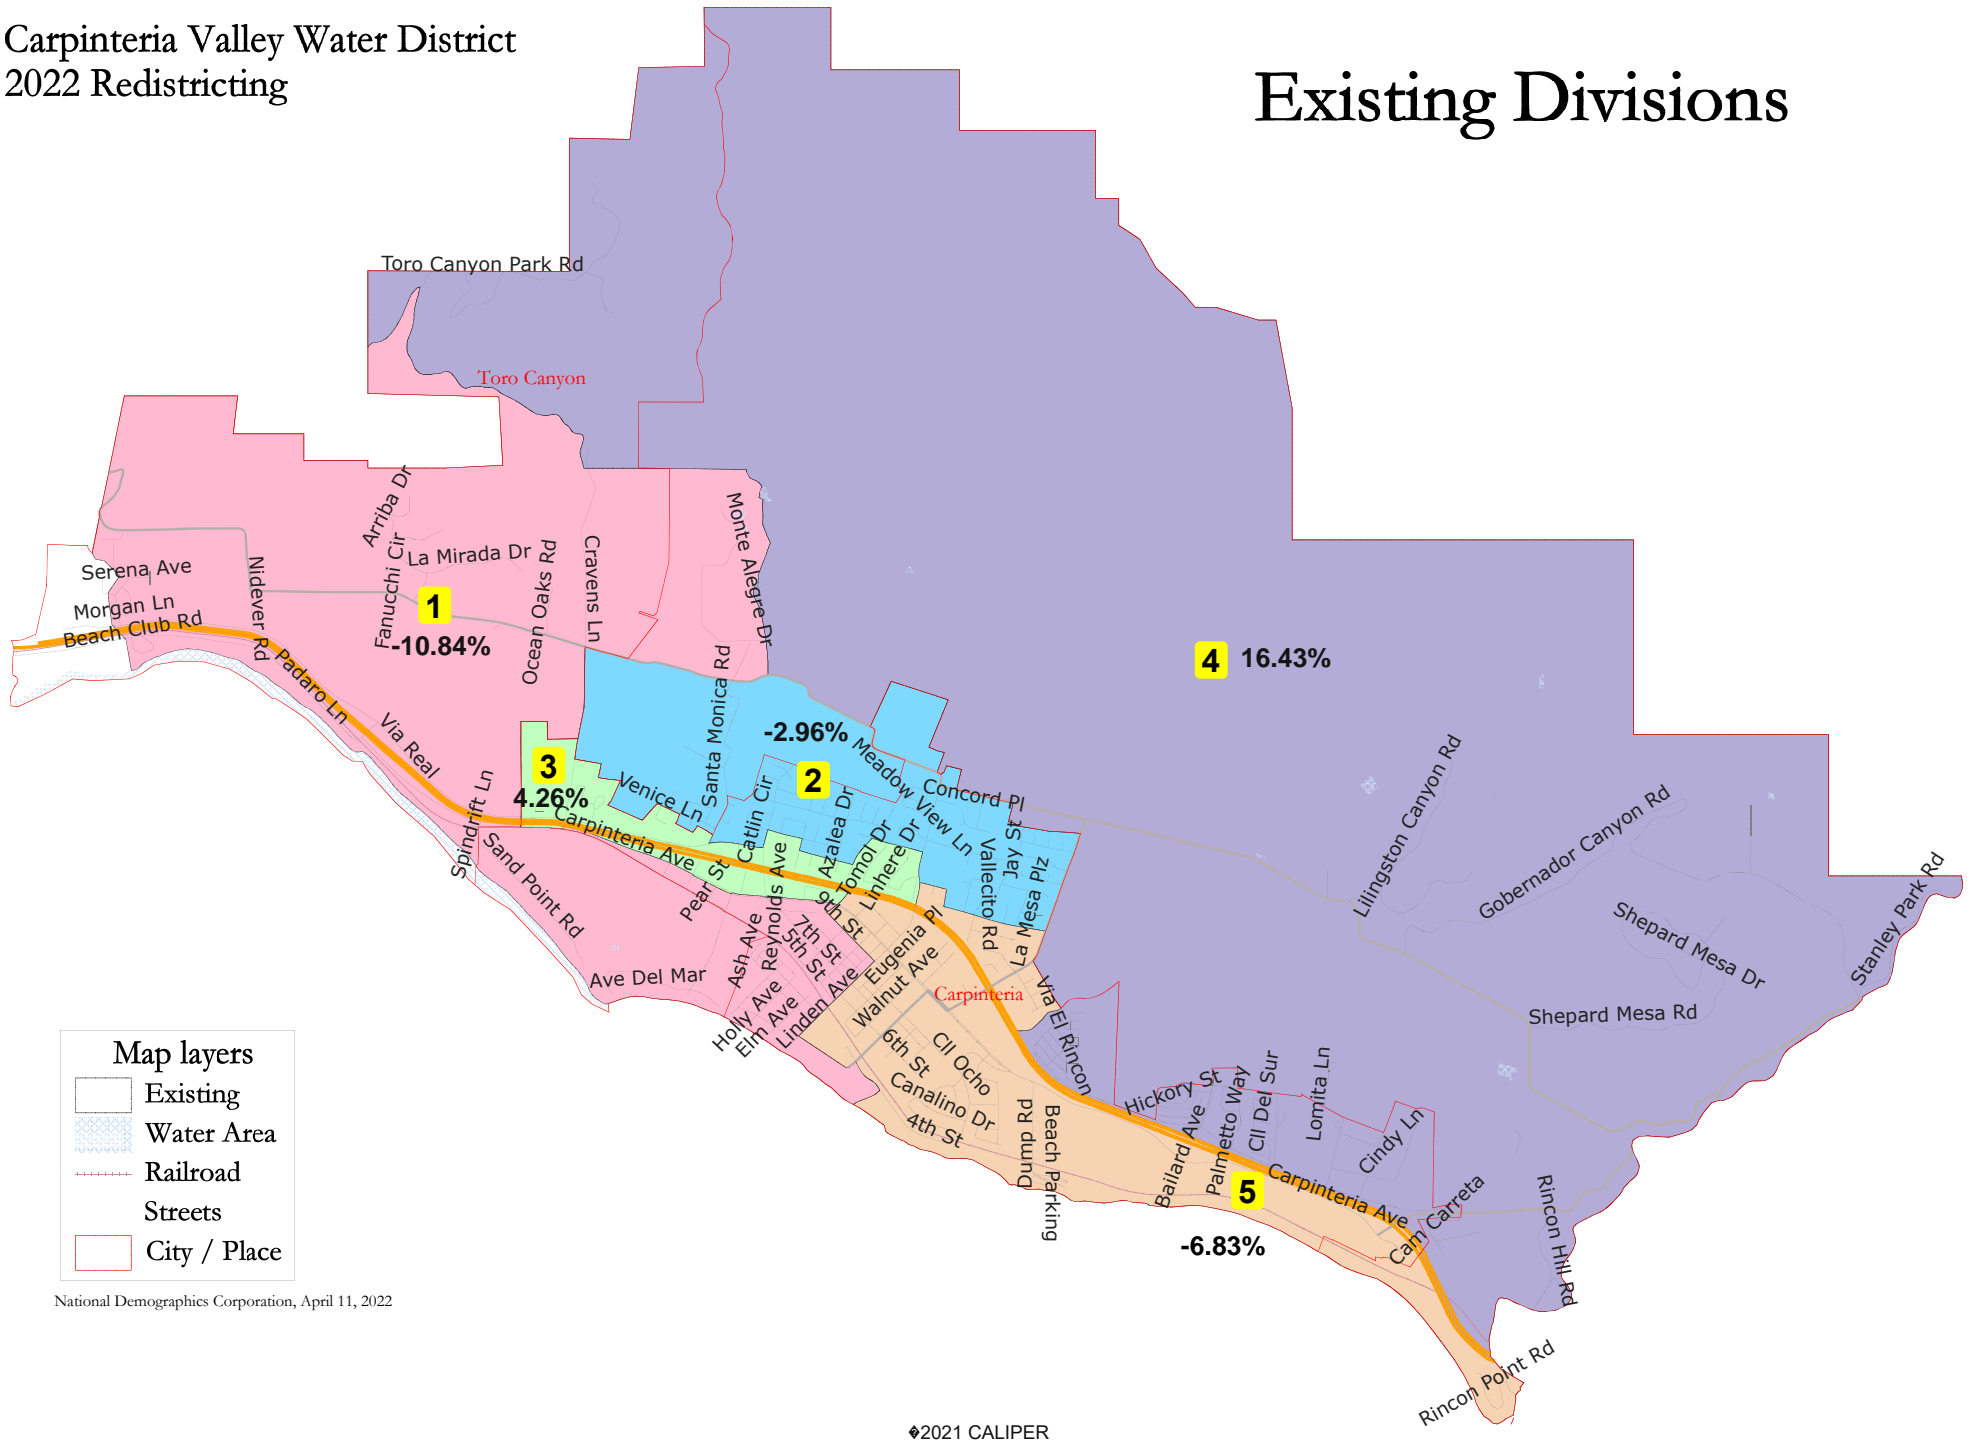 Carpinteria Valley Water District
2022 Redistricting
Existing Divisions
Toro Canyon Park Rd
Toro Canyon
Arriba Dr
Fanucchi Cir
La Mirada Dr
Ocean Oaks Rd
Cravens Ln
Monte Alegre Dr
Serena Ave
Morgan Ln
Beach Club Rd
Nidever Rd
1
-10.84%
4
16.43%
Padaro Ln
Via Real
Santa Monica Rd
-2.96%
2
3
4.26%
Spindrift Ln
Venice Ln
Catlin Cir
Azalea Dr
Meadow View Ln
Concord Pl
Carpinteria Ave
Tomol Dr
Linhere Dr
Vallecito Rd
Jay St
La Mesa Plz
Lilingston Canyon Rd
Gobernador Canyon Rd
Shepard Mesa Dr
Stanley Park Rd
Shepard Mesa Rd
Sand Point Rd
Pear St
Reynolds Ave
Ash Ave
9th St
7th St
5th St
Eugenia Pl
Walnut Ave
Ave Del Mar
Holly Ave
Elm Ave
Linden Ave
Carpinteria
Via El Rincon
6th St
Cll Ocho
Canalino Dr
4th St
Dump Rd
Beach Parking
Hickory St
Bailard Ave
Palmetto Way
Cll Del Sur
Lomita Ln
Cindy Ln
5
-6.83%
Carpinteria Ave
Cam Carreta
Rincon Hill Rd
Rincon Point Rd
Map layers
Existing
Water Area
Railroad
Streets
City / Place
National Demographics Corporation, April 11, 2022
�2021 CALIPER